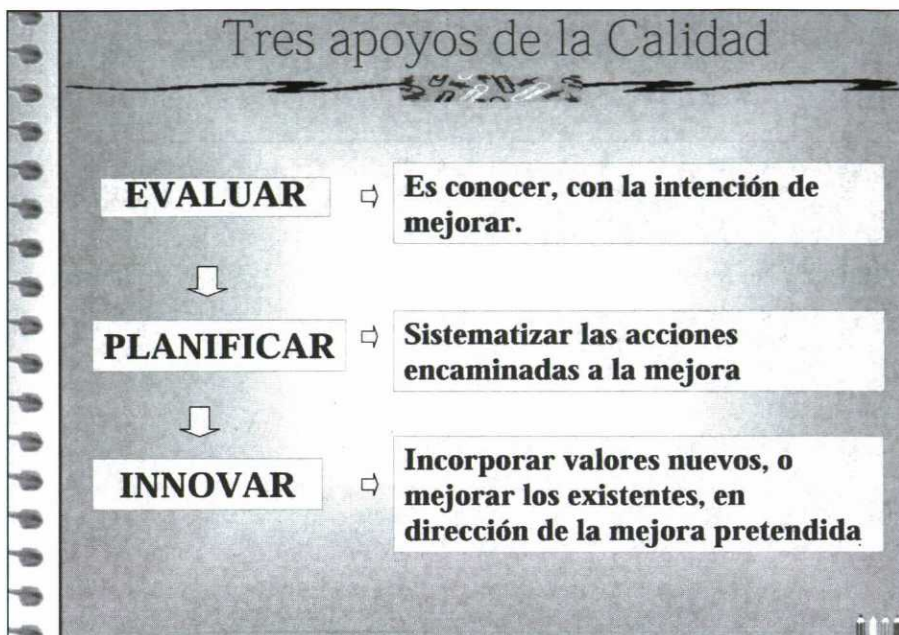 Tres apoyos de la Calidad
EVALUAR
Es conocer, con la intención de
mejorar.
PLANIFICAR
Sistematizar las acciones
encaminadas a la mejora
INNOVAR
Incorporar valores nuevos, o
mejorar los existentes, en
dirección de la mejora pretendida